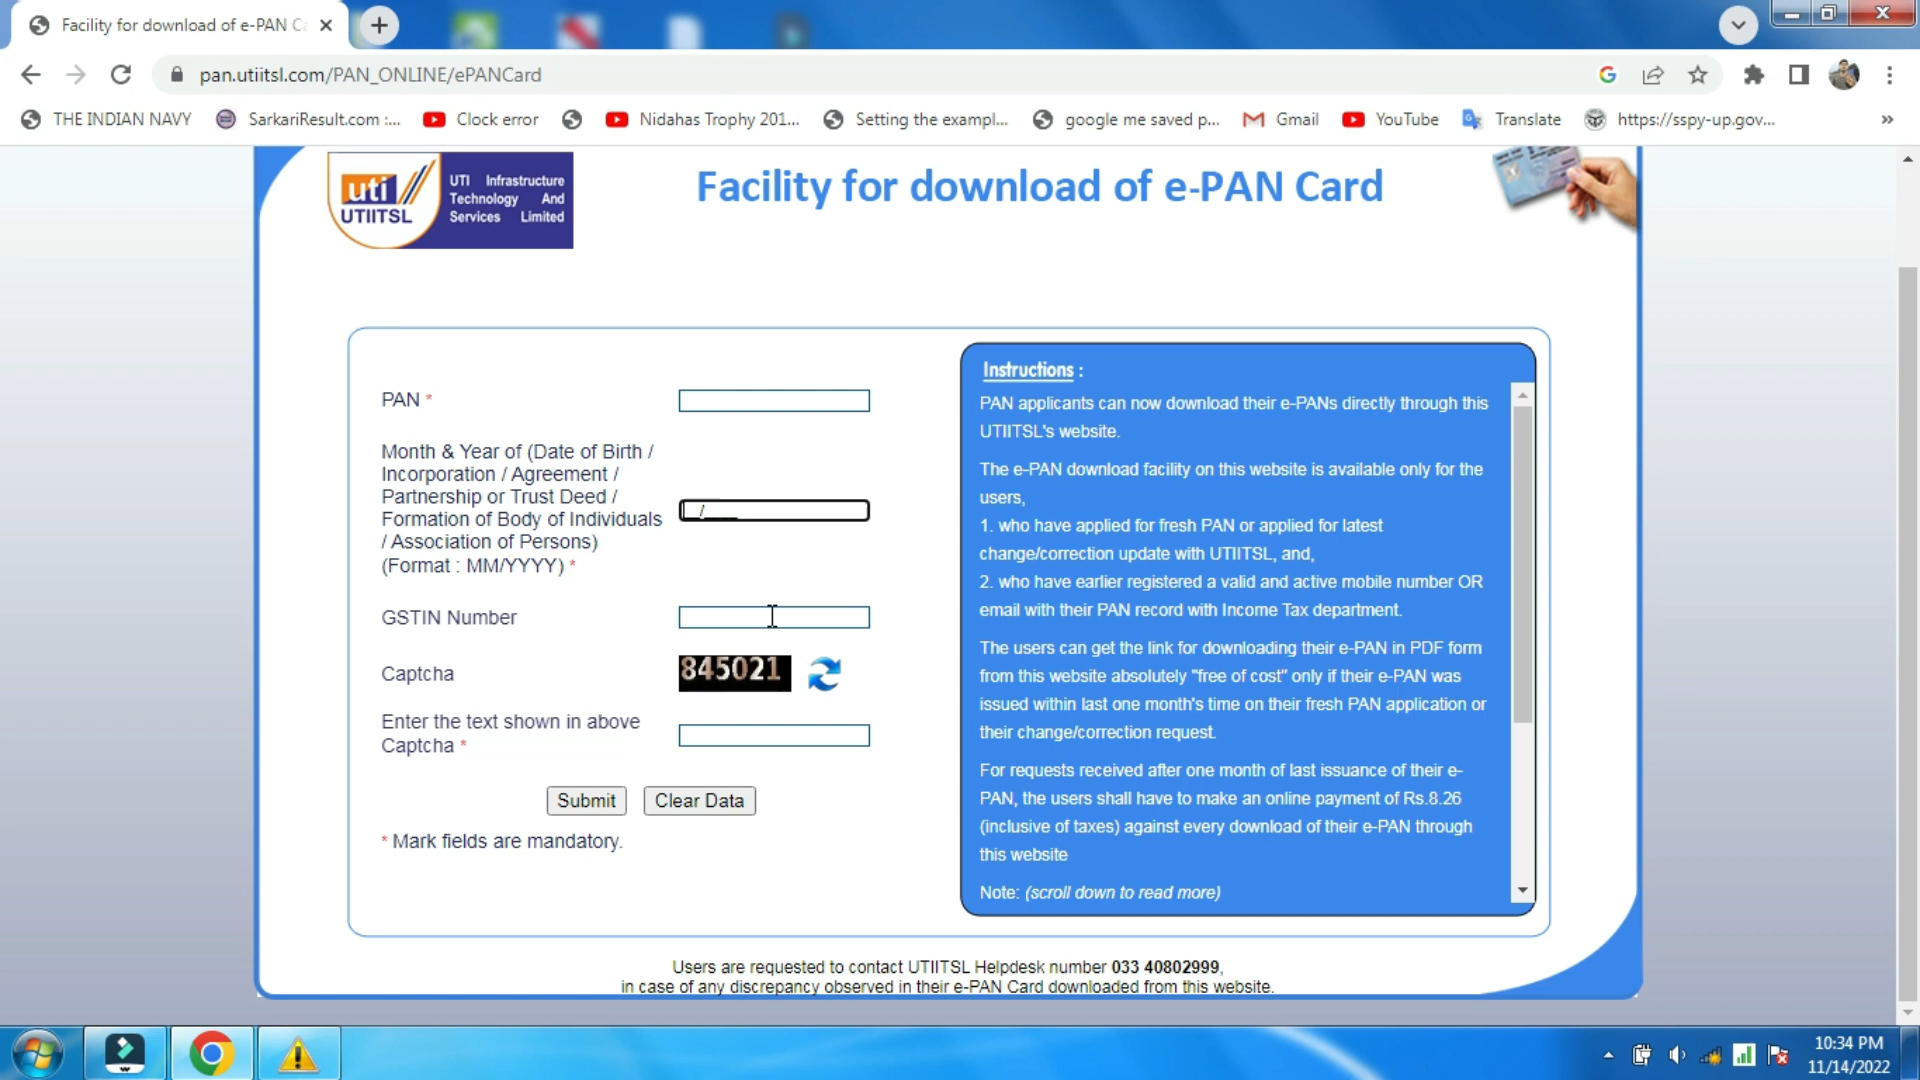 Facility for download of e-PAN C
pan.utiitsl.com/PAN_ONLINE/ePANCard
THE INDIAN NAVY
SarkariResult.com :...
Clock error
Nidahas Trophy 201...
Setting the exampl...
google me saved p...
Gmail
YouTube
Translate
https://sspy-up.gov...
»
uti
UTIITSL
UTI Infrastructure
Technology And
Services Limited
Facility for download of e-PAN Card
PAN *
Month & Year of (Date of Birth /
Incorporation / Agreement /
Partnership or Trust Deed /
Formation of Body of Individuals
/ Association of Persons)
(Format : MM/YYYY) *
__/____
GSTIN Number
Captcha
845021
Enter the text shown in above
Captcha *
Submit
Clear Data
* Mark fields are mandatory.
Instructions :
PAN applicants can now download their e-PANs directly through this
UTIITSL's website.
The e-PAN download facility on this website is available only for the
users,
1. who have applied for fresh PAN or applied for latest
change/correction update with UTIITSL, and,
2. who have earlier registered a valid and active mobile number OR
email with their PAN record with Income Tax department.
The users can get the link for downloading their e-PAN in PDF form
from this website absolutely "free of cost" only if their e-PAN was
issued within last one month's time on their fresh PAN application or
their change/correction request.
For requests received after one month of last issuance of their e-
PAN, the users shall have to make an online payment of Rs.8.26
(inclusive of taxes) against every download of their e-PAN through
this website
Note: (scroll down to read more)
Users are requested to contact UTIITSL Helpdesk number 033 40802999,
in case of any discrepancy observed in their e-PAN Card downloaded from this website.
10:34 PM
11/14/2022